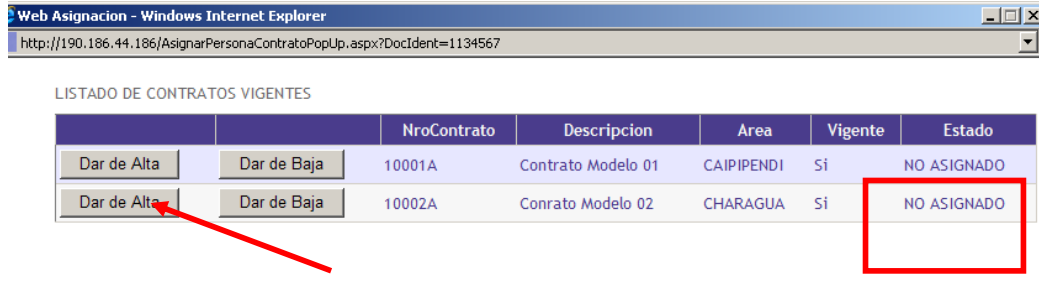 Web Asignacion - Windows Internet Explorer
http://190.186.44.186/AsignarPersonaContratoPopUp.aspx?DocIdent=1134567
LISTADO DE CONTRATOS VIGENTES
NroContrato Descripcion Area Vigente Estado
Dar de Alta Dar de Baja 10001A Contrato Modelo 01 CAIPIPENDI Si NO ASIGNADO
Dar de Alta Dar de Baja 10002A Conrato Modelo 02 CHARAGUA Si NO ASIGNADO